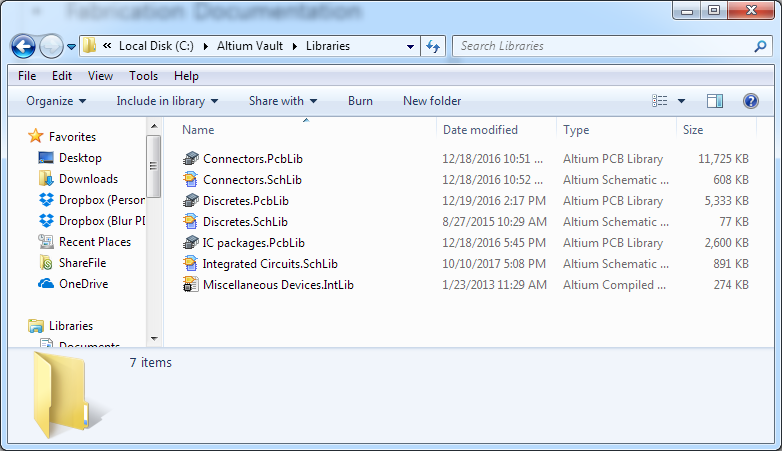 • Fabrication Documentation
« Local Disk (C:) ▸ Altium Vault ▸ Libraries
Search Libraries
File Edit View Tools Help
Organize Include in library Share with Burn New folder
Name Date modified Type Size
Favorites
Desktop
Downloads
Dropbox (Person
Dropbox (Blur PD
Recent Places
ShareFile
OneDrive
Libraries
Documents
Connectors.PcbLib 12/18/2016 10:51 ... Altium PCB Library 11,725 KB
Connectors.SchLib 12/18/2016 10:52 ... Altium Schematic ... 608 KB
Discretes.PcbLib 12/19/2016 2:17 PM Altium PCB Library 5,333 KB
Discretes.SchLib 8/27/2015 10:29 AM Altium Schematic ... 77 KB
IC packages.PcbLib 12/18/2016 5:45 PM Altium PCB Library 2,600 KB
Integrated Circuits.SchLib 10/10/2017 5:08 PM Altium Schematic ... 891 KB
Miscellaneous Devices.IntLib 1/23/2013 11:29 AM Altium Compiled ... 274 KB
7 items